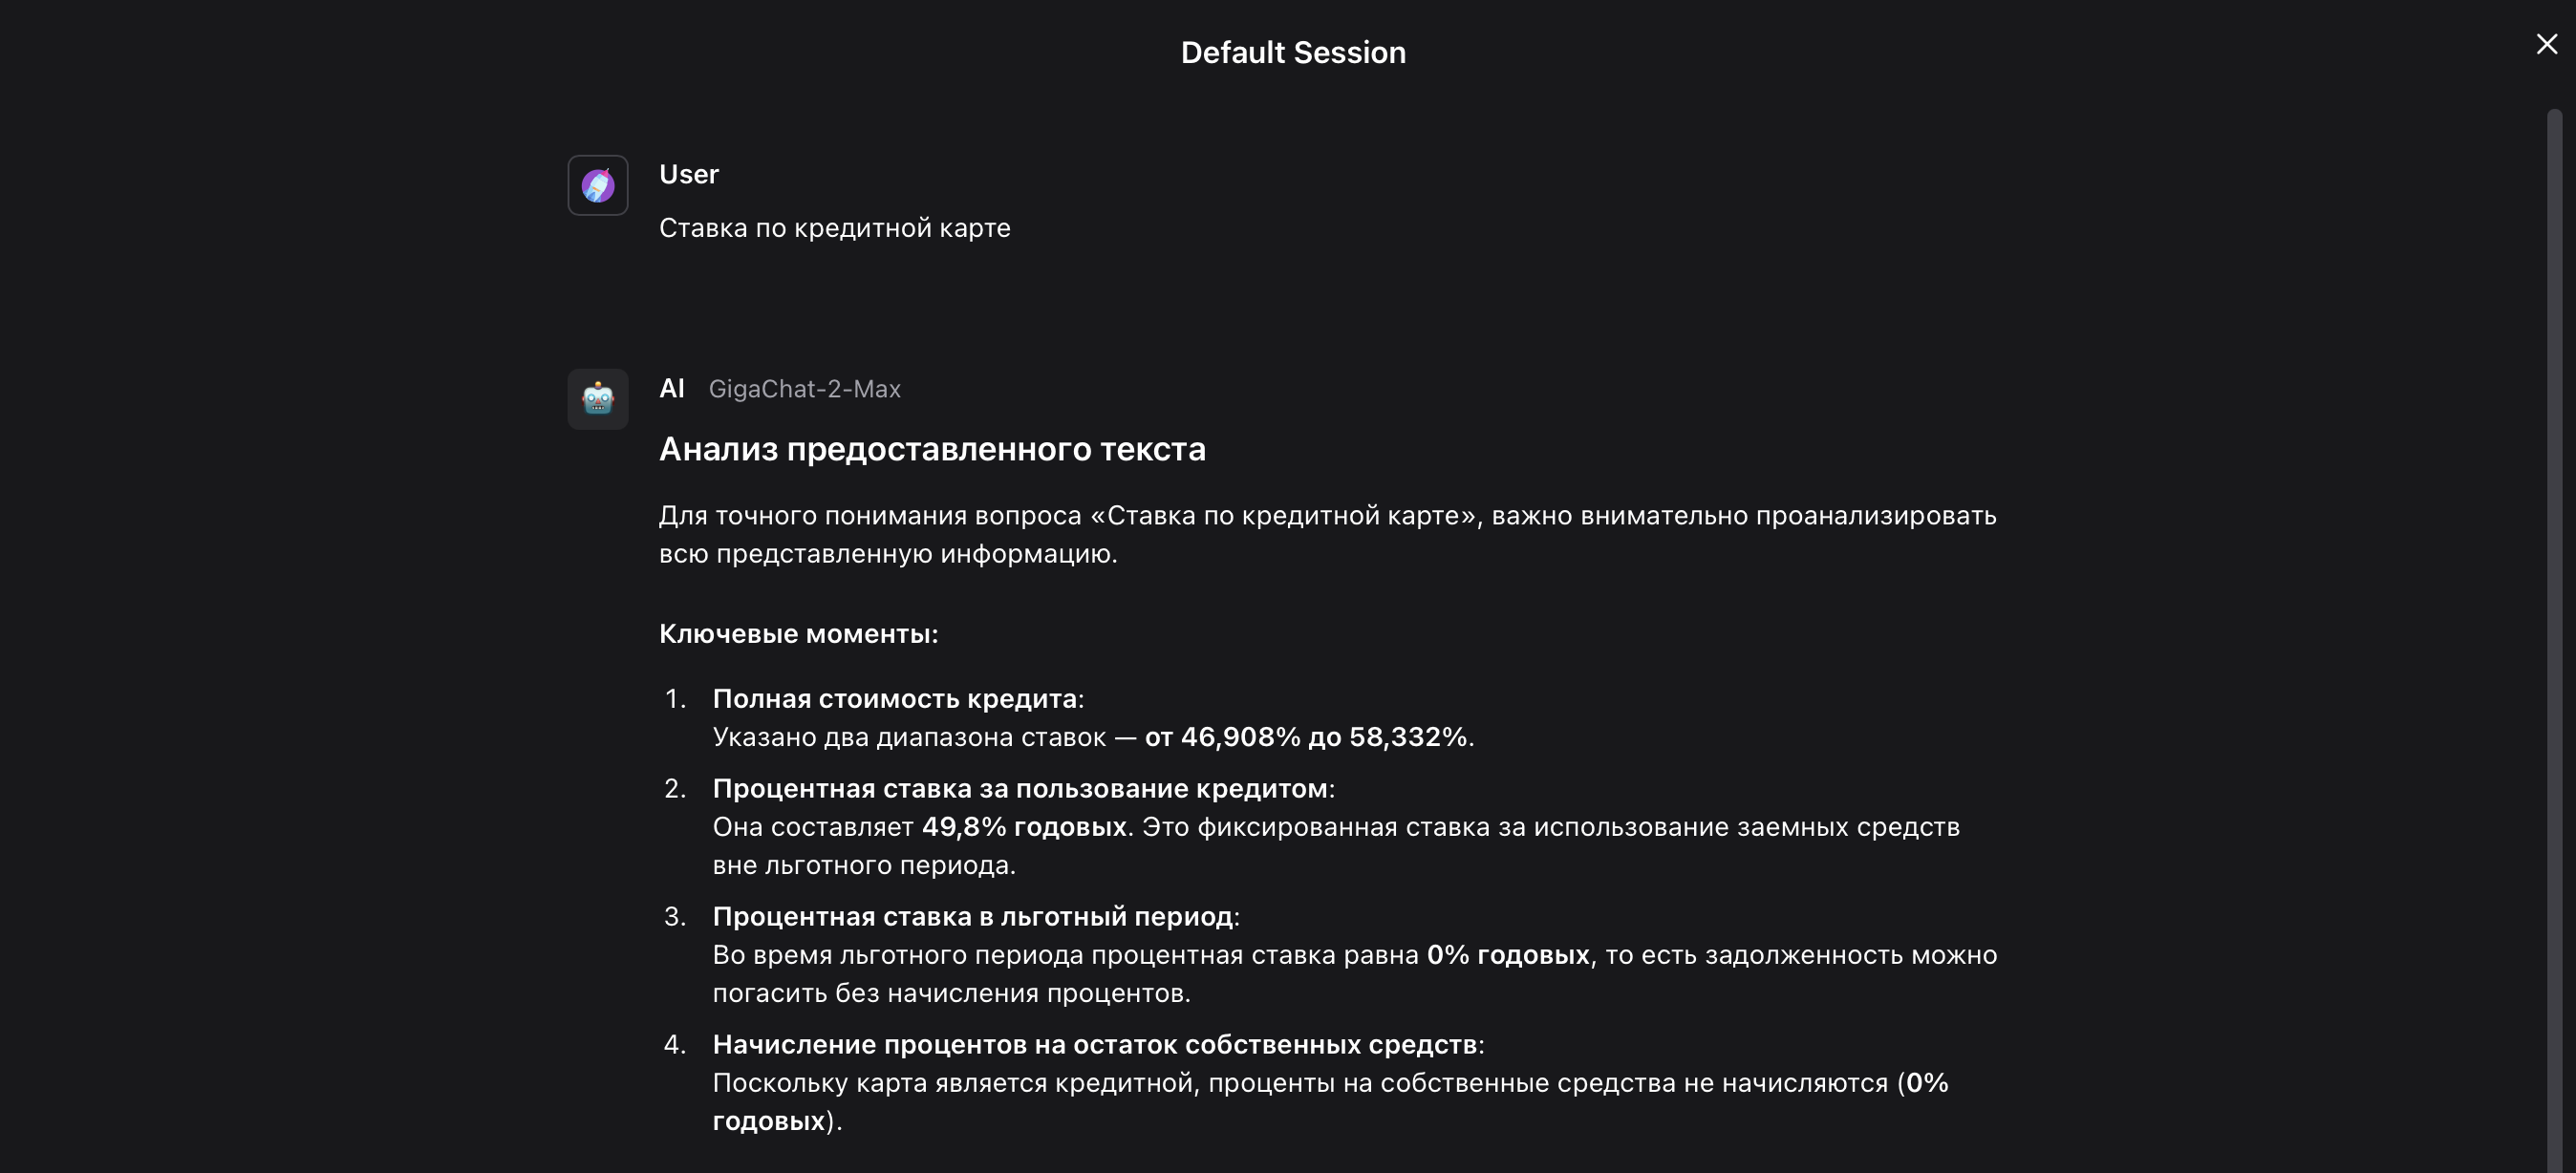 Default Session
User
Ставка по кредитной карте
AI GigaChat-2-Max
Анализ предоставленного текста
Для точного понимания вопроса «Ставка по кредитной карте», важно внимательно проанализировать
всю представленную информацию.
Ключевые моменты:
1. Полная стоимость кредита:
Указано два диапазона ставок — от 46,908% до 58,332%.
2. Процентная ставка за пользование кредитом:
Она составляет 49,8% годовых. Это фиксированная ставка за использование заемных средств
вне льготного периода.
3. Процентная ставка в льготный период:
Во время льготного периода процентная ставка равна 0% годовых, то есть задолженность можно
погасить без начисления процентов.
4. Начисление процентов на остаток собственных средств:
Поскольку карта является кредитной, проценты на собственные средства не начисляются (0%
годовых).